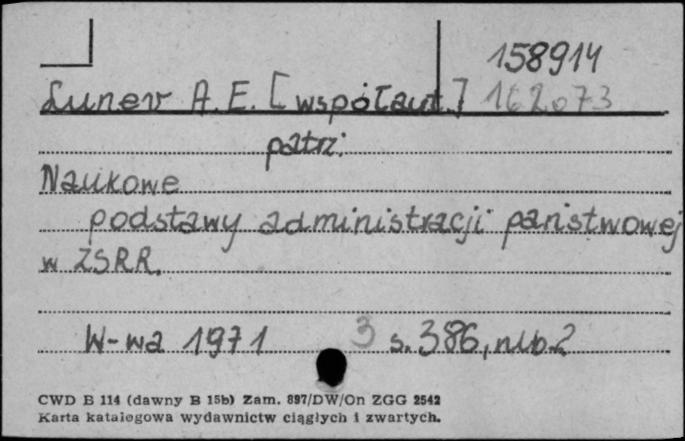 158914
Lunev A.E. [współaut.] 162073
patrz:
Naukowe
podstawy administracji państwowej
w ZSRR.
W-wa 1971 3 s. 386, nlb. 2
CWD B 114 (dawny B 15b) Zam. 897/DW/On ZGG 2542
Karta katalogowa wydawnictw ciągłych i zwartych.